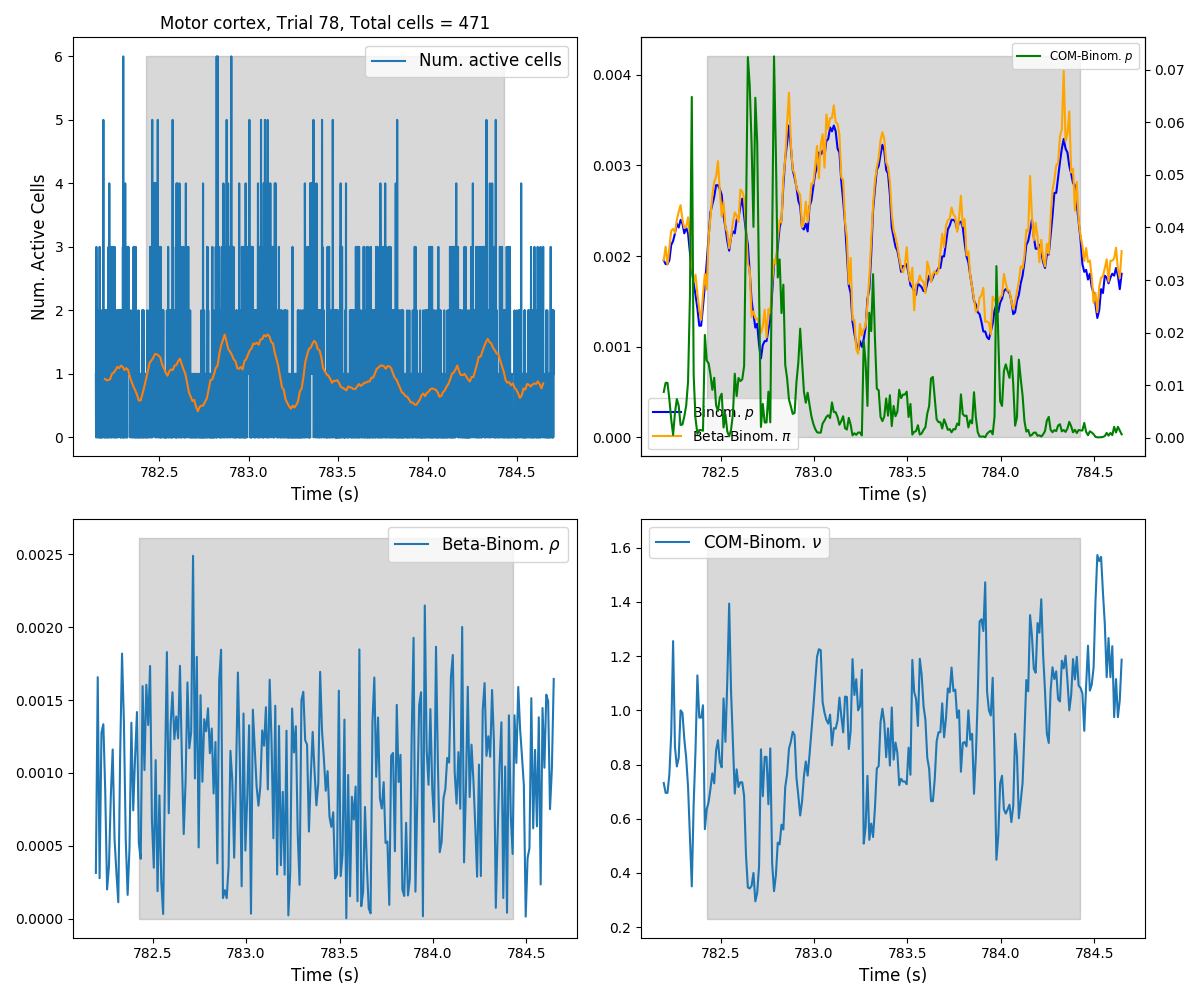 Motor cortex, Trial 78, Total cells = 471
Num. active cells
Num. Active Cells
6
5
4
3
2
1
0
782.5 783.0 783.5 784.0 784.5
Time (s)
COM-Binom. p
0.004
0.003
0.002
0.001
0.000
0.07
0.06
0.05
0.04
0.03
0.02
0.01
0.00
Binom. p
Beta-Binom. π
782.5 783.0 783.5 784.0 784.5
Time (s)
Beta-Binom. ρ
0.0025
0.0020
0.0015
0.0010
0.0005
0.0000
782.5 783.0 783.5 784.0 784.5
Time (s)
COM-Binom. ν
1.6
1.4
1.2
1.0
0.8
0.6
0.4
0.2
782.5 783.0 783.5 784.0 784.5
Time (s)